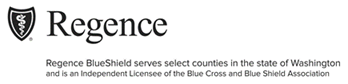 Regence
Regence BlueShield serves select counties in the state of Washington
and is an Independent Licensee of the Blue Cross and Blue Shield Association